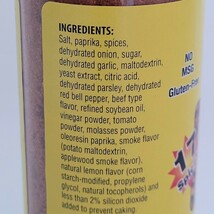 INGREDIENTS:
Salt, paprika, spices,
dehydrated onion, sugar,
dehydrated garlic, maltodextrin,
yeast extract, citric acid,
dehydrated parsley, dehydrated
red bell pepper, beef type
flavor, refined soybean oil,
vinegar powder, tomato
powder, molasses powder,
oleoresin paprika, smoke flavor
(potato maltodextrin,
applewood smoke flavor),
natural lemon flavor (corn
starch-modified, propylene
glycol, natural tocopherols) and
less than 2% silicon dioxide
added to prevent caking.
NO
MSG
Gluten-Free